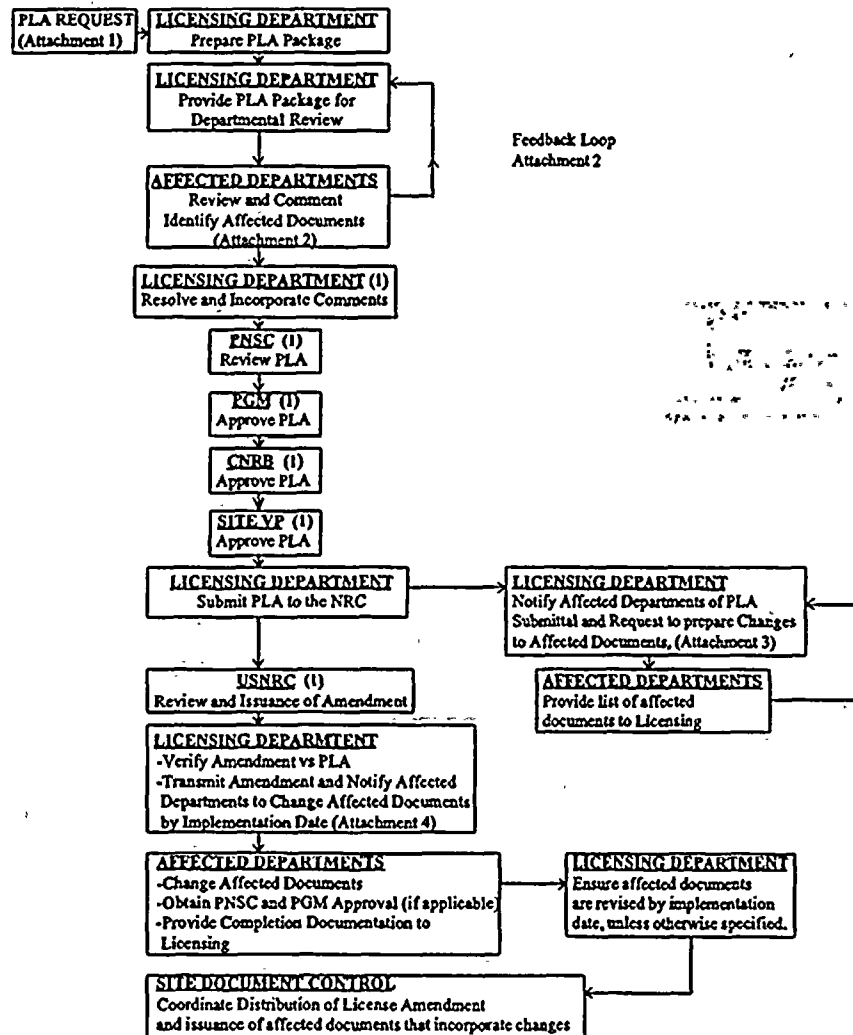 PLA REQUEST
(Attachment 1)
LICENSING DEPARTMENT
Prepare PLA Package
LICENSING DEPARTMENT
Provide PLA Package for
Departmental Review
Feedback Loop
Attachment 2
AFFECTED DEPARTMENTS
Review and Comment
Identify Affected Documents
(Attachment 2)
LICENSING DEPARTMENT (1)
Resolve and Incorporate Comments
PNSC (1)
Review PLA
PGM (1)
Approve PLA
CNRB (1)
Approve PLA
SITE VP (1)
Approve PLA
LICENSING DEPARTMENT
Submit PLA to the NRC
LICENSING DEPARTMENT
Notify Affected Departments of PLA
Submittal and Request to prepare Changes
to Affected Documents, (Attachment 3)
AFFECTED DEPARTMENTS
Provide list of affected
documents to Licensing
USNRC (1)
Review and Issuance of Amendment
LICENSING DEPARMTENT
-Verify Amendment vs PLA
-Transmit Amendment and Notify Affected
Departments to Change Affected Documents
by Implementation Date (Attachment 4)
AFFECTED DEPARTMENTS
-Change Affected Documents
-Obtain PNSC and PGM Approval (if applicable)
-Provide Completion Documentation to
Licensing
LICENSING DEPARTMENT
Ensure affected documents
are revised by implementation
date, unless otherwise specified.
SITE DOCUMENT CONTROL
Coordinate Distribution of License Amendment
and issuance of affected documents that incorporate changes